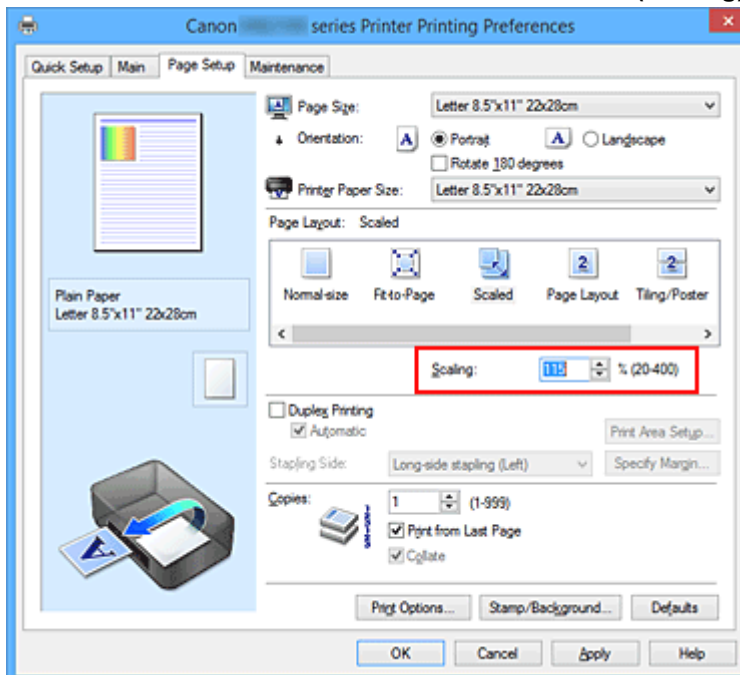 Canon series Printer Printing Preferences
Quick Setup Main Page Setup Maintenance
Page Size: Letter 8.5"x11" 22x28cm
Orientation: A Portrait A Landscape
Rotate 180 degrees
Printer Paper Size: Letter 8.5"x11" 22x28cm
Page Layout: Scaled
2 2
Normal-size Fit-to-Page Scaled Page Layout Tiling/Poster
Plain Paper
Letter 8.5"x11" 22x28cm
Scaling: 115 % (20-400)
Duplex Printing
Automatic
Print Area Setup...
Stapling Side: Long-side stapling (Left) Specify Margin...
Copies: 1 (1-999)
Print from Last Page
Collate
A
Print Options... Stamp/Background... Defaults
OK Cancel Apply Help